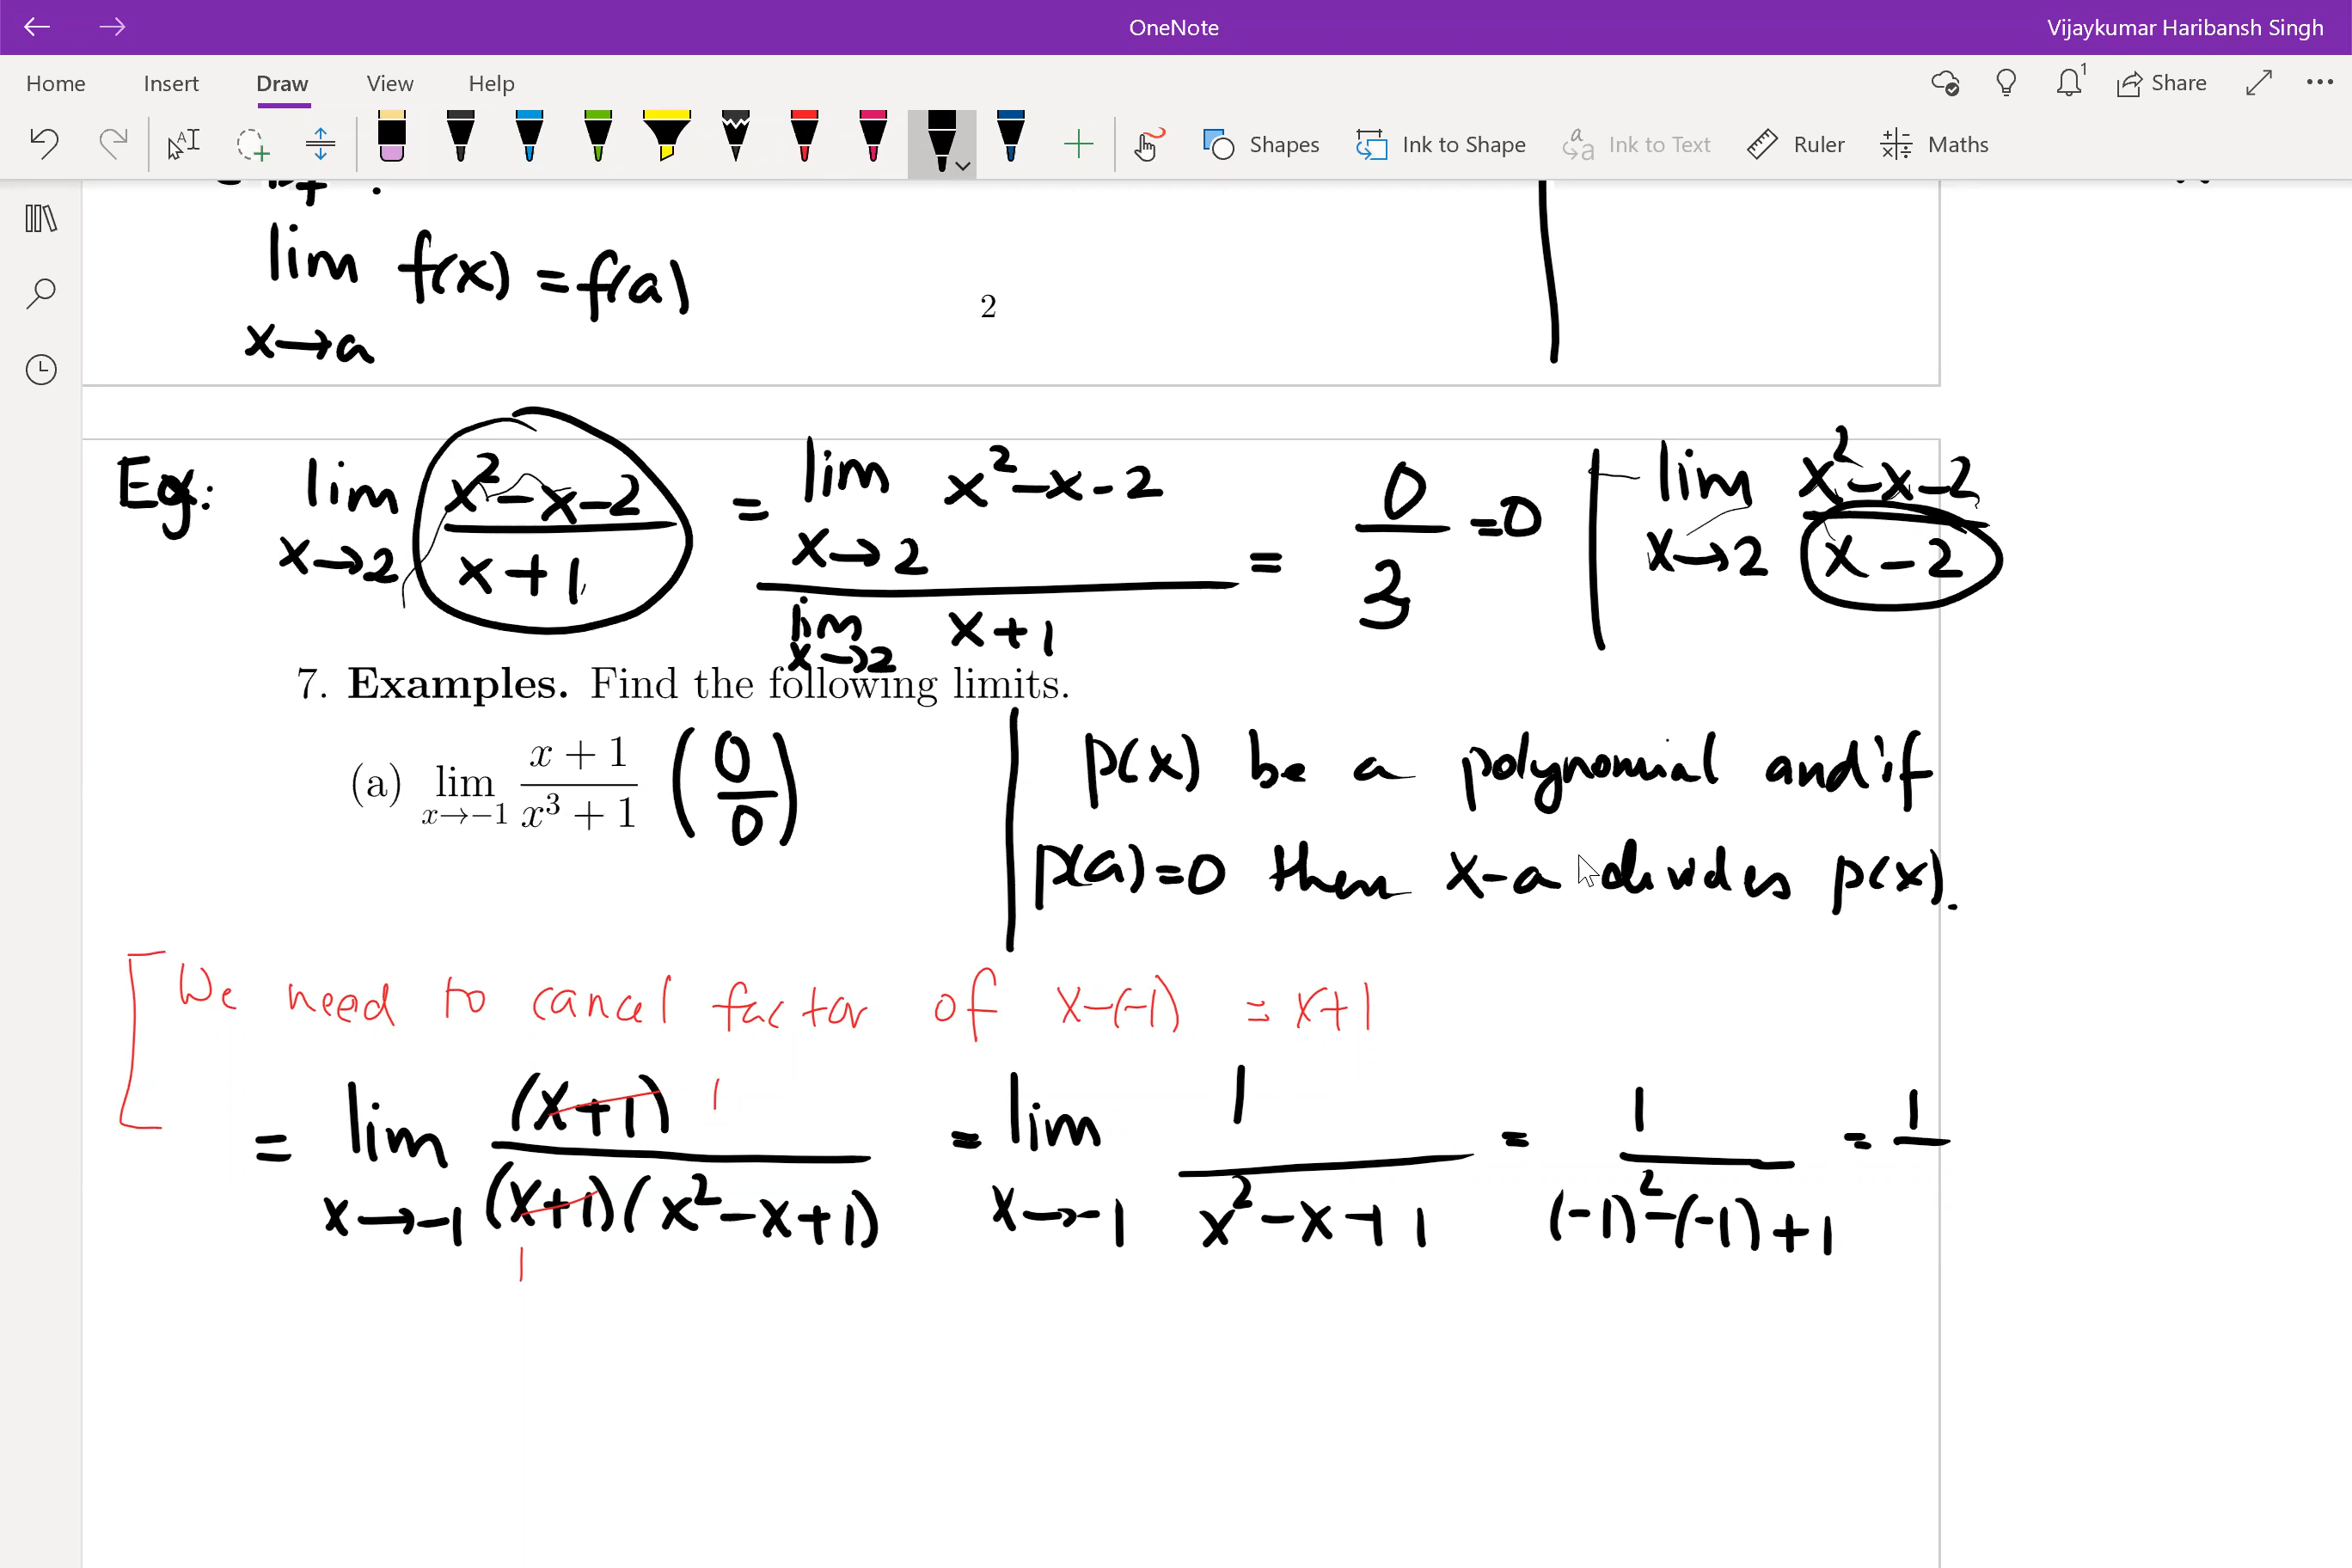 OneNote
Vijaykumar Haribansh Singh
Home Insert Draw View Help
1 Share
Shapes Ink to Shape Ink to Text Ruler Maths
lim f(x) = f(a)
x→a
2
Eg: lim x²-x-2 / x+1 = lim x²-x-2 / lim x+1 = 0/3 =0 | lim x²-x-2 / x-2
x→2 x→2 x→2 x→2
7. Examples. Find the following limits.
(a) lim x→−1 x + 1 / x³ + 1 (0/0)
p(x) be a polynomial and if
p(a)=0 then x-a divides p(x).
We need to cancel factor of x-(-1) = x+1
= lim x→-1 (x+1) 1 / (x+1)(x²-x+1) 1 = lim x→-1 1 / x²-x+1 = 1 / (-1)²-(-1)+1 = 1